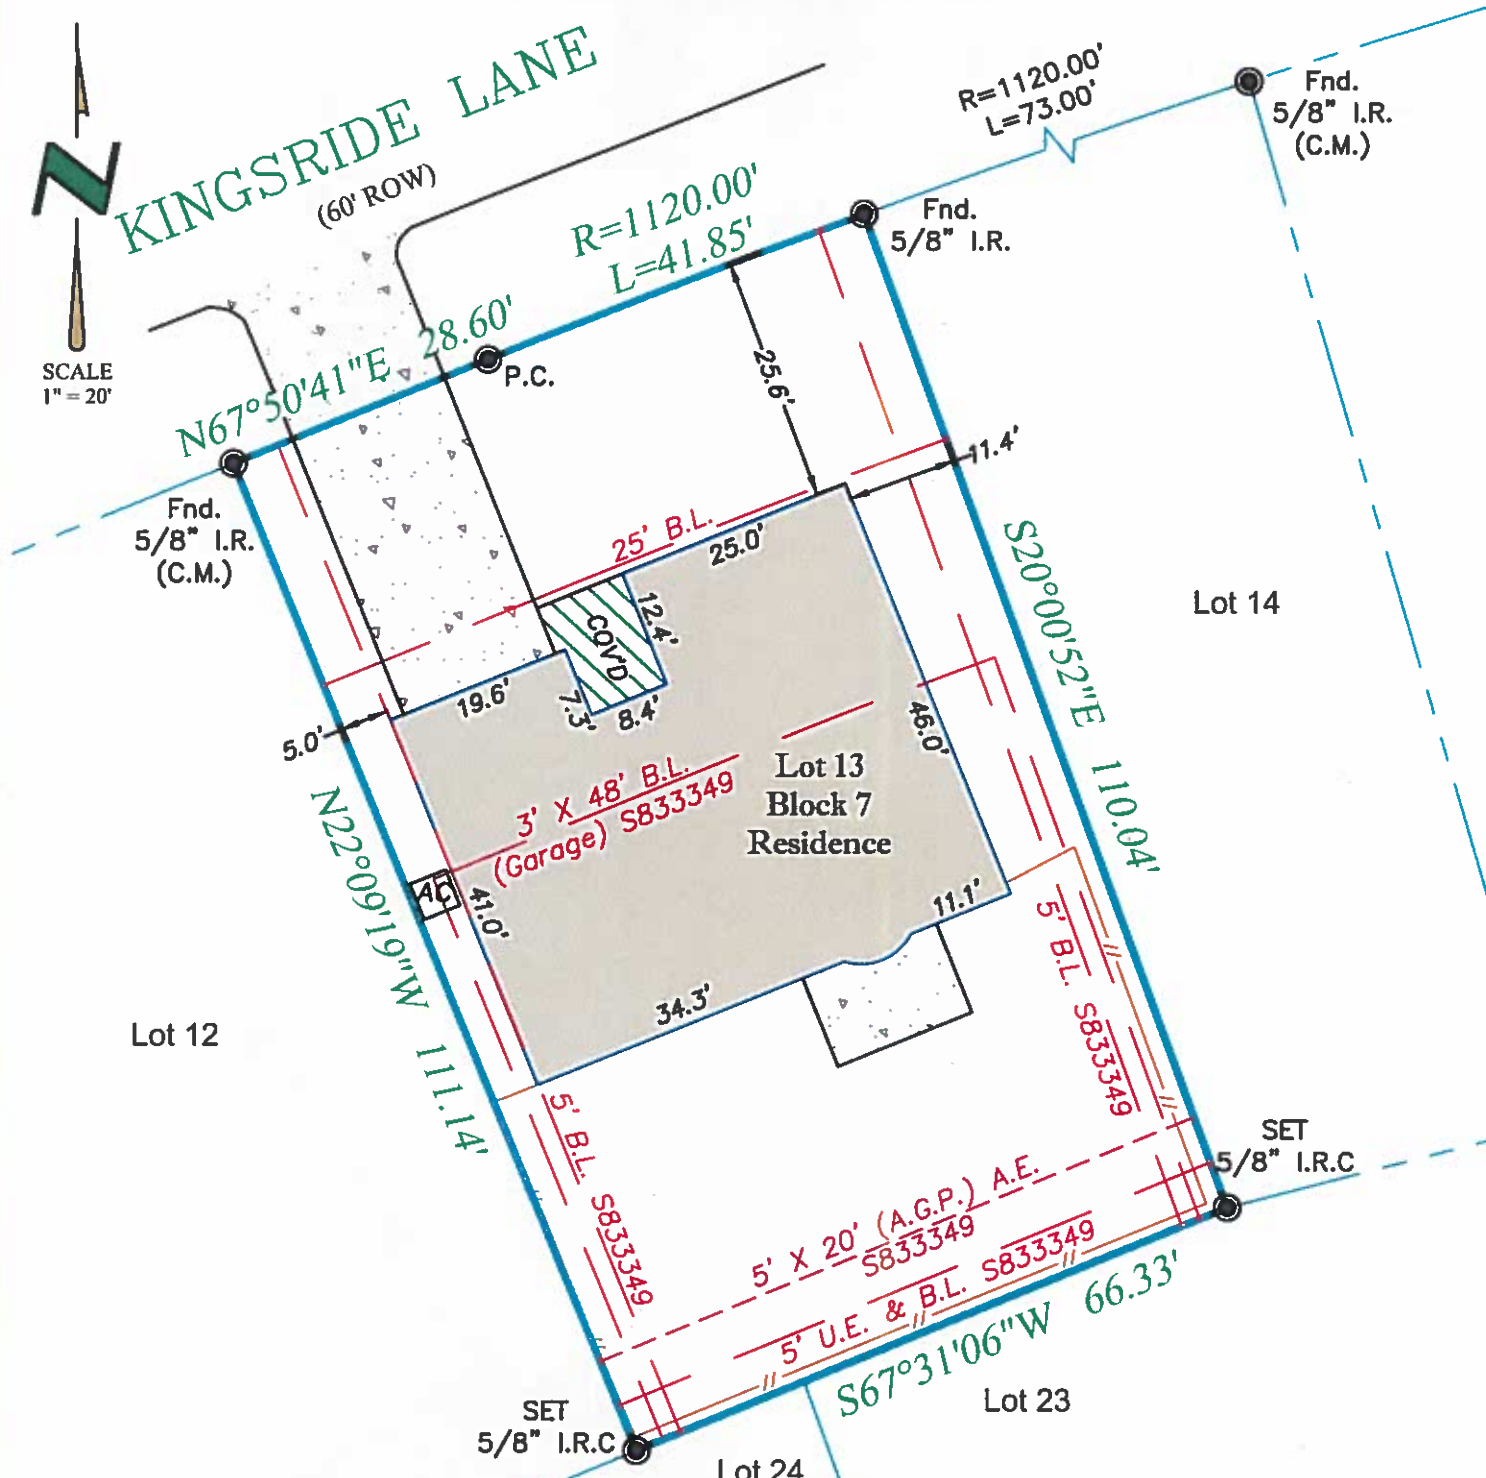 KINGSRIDE LANE
(60' ROW)
N
SCALE
1" = 20'
R=1120.00'
L=73.00'
Fnd.
5/8" I.R.
(C.M.)
R=1120.00'
L=41.85'
Fnd.
5/8" I.R.
N67°50'41"E 28.60'
P.C.
25.6'
11.4'
Fnd.
5/8" I.R.
(C.M.)
25' B.L.
25.0'
12.4'
COV'D
7.3'
8.4'
19.6'
5.0'
S20°00'52"E 110.04'
Lot 14
46.0'
Lot 13
Block 7
Residence
3' X 48' B.L.
(Garage) S833349
AC
41.0'
N22°09'19"W 111.14'
11.1'
34.3'
Lot 12
5' B.L. S833349
5' B.L. S833349
SET
5/8" I.R.C
5' X 20' (A.G.P.) A.E.
S833349
5' U.E. & B.L. S833349
S67°31'06"W 66.33'
SET
5/8" I.R.C
Lot 23
Lot 24